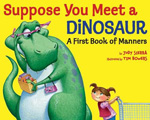 Suppose You Meet a
DINOSAUR
A First Book of Manners
by JUDY SIERRA
illustrated by TIM BOWERS